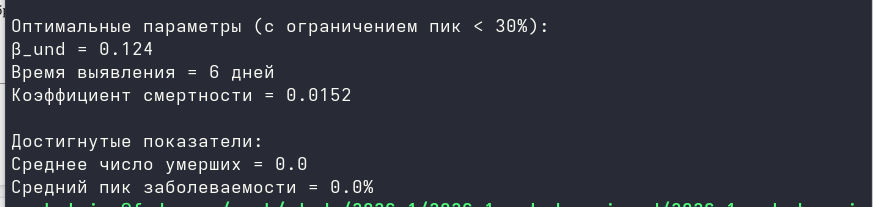 Оптимальные параметры (с ограничением пик < 30%):
β_und = 0.124
Время выявления = 6 дней
Коэффициент смертности = 0.0152
Достигнутые показатели:
Среднее число умерших = 0.0
Средний пик заболеваемости = 0.0%